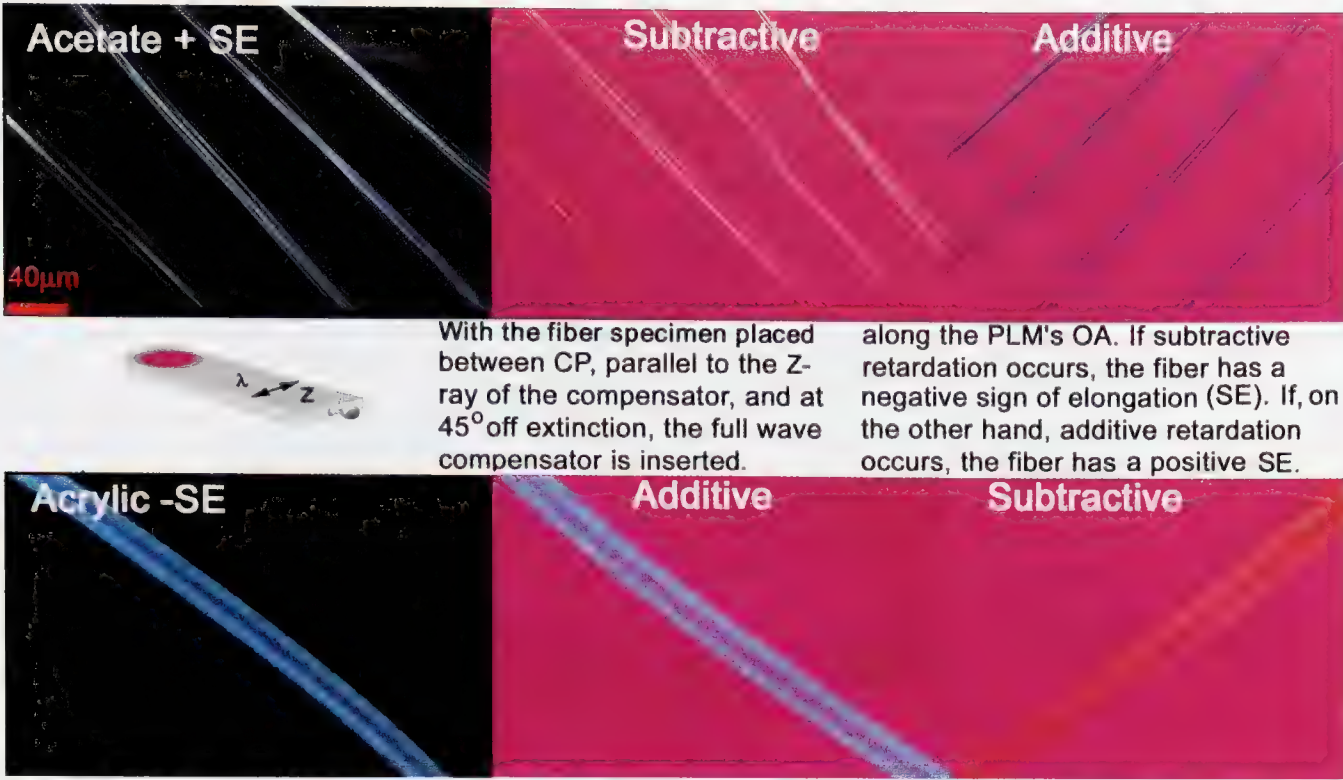 Acetate + SE
Subtractive
Additive
40µm
λ
Z
With the fiber specimen placed
between CP, parallel to the Z-
ray of the compensator, and at
45° off extinction, the full wave
compensator is inserted.
along the PLM's OA. If subtractive
retardation occurs, the fiber has a
negative sign of elongation (SE). If, on
the other hand, additive retardation
occurs, the fiber has a positive SE.
Acrylic -SE
Additive
Subtractive